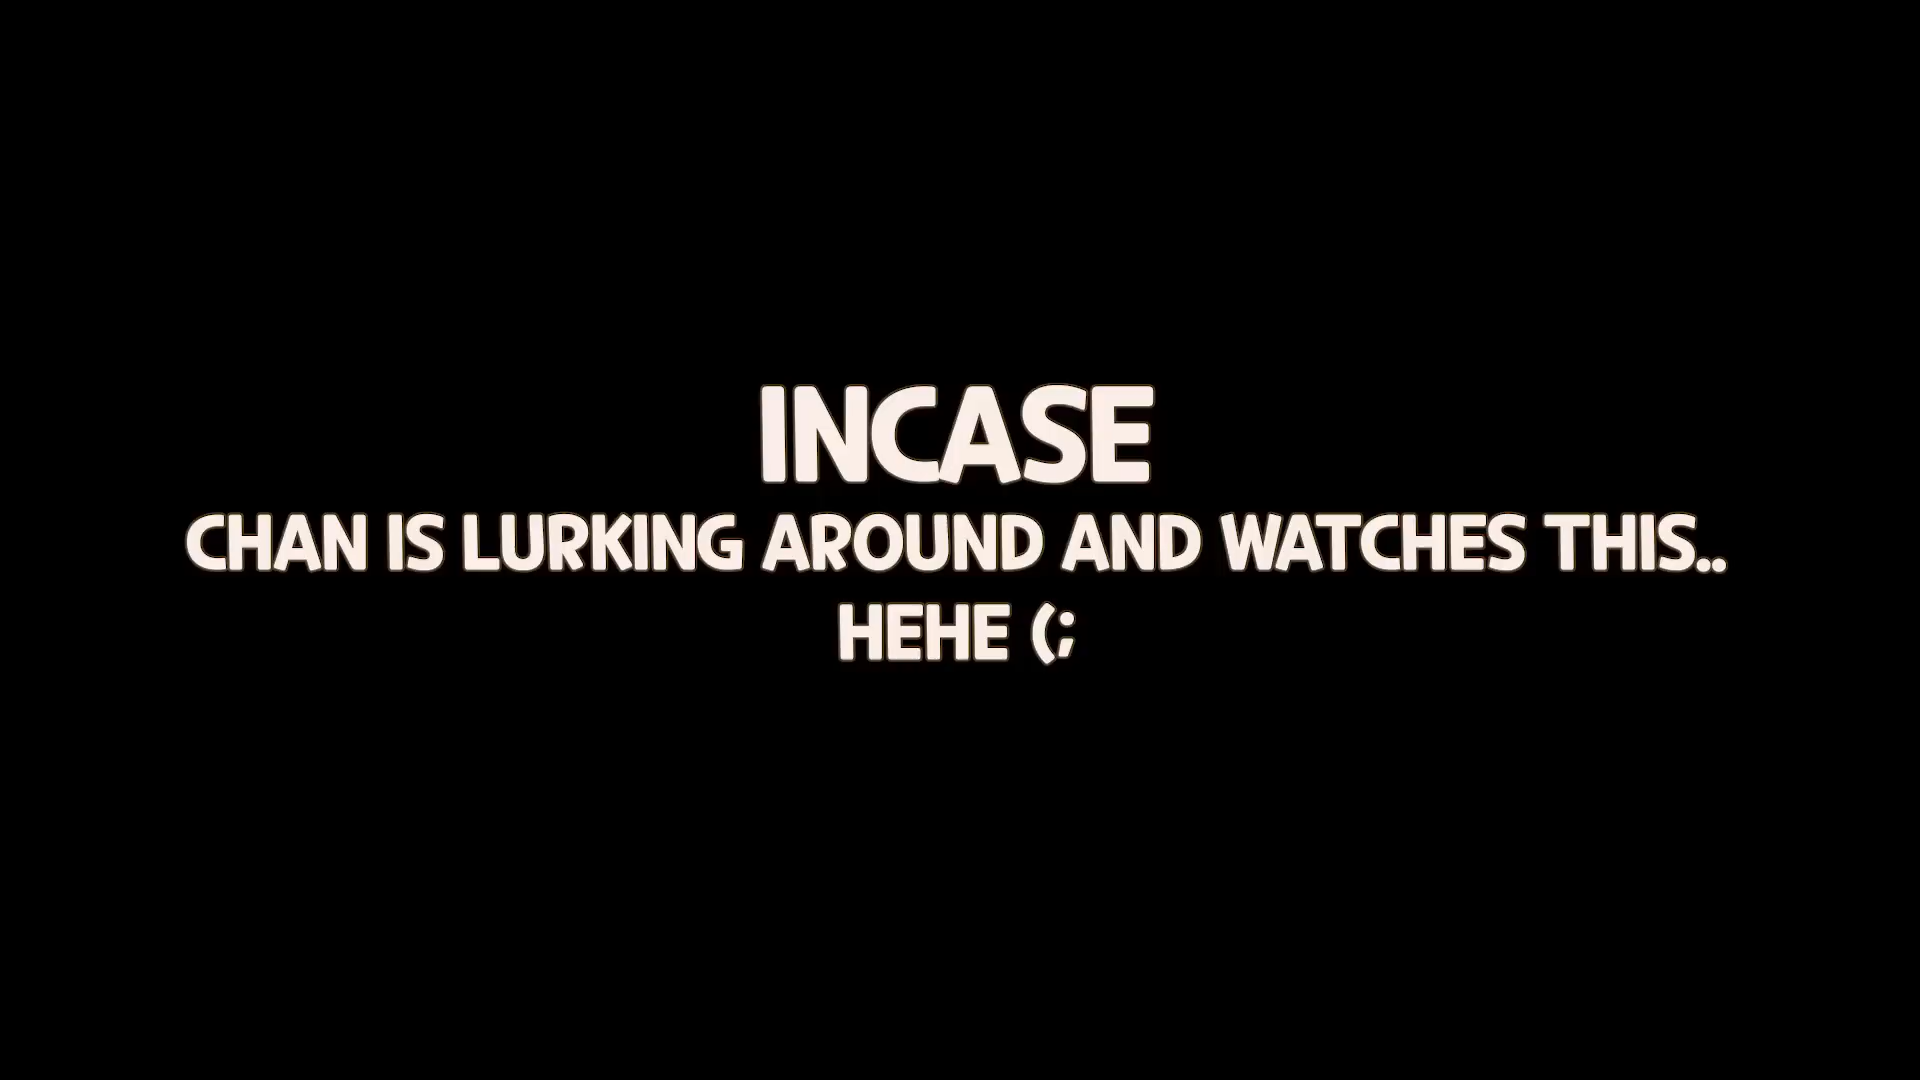 INCASE
CHAN IS LURKING AROUND AND WATCHES THIS..
HEHE (;